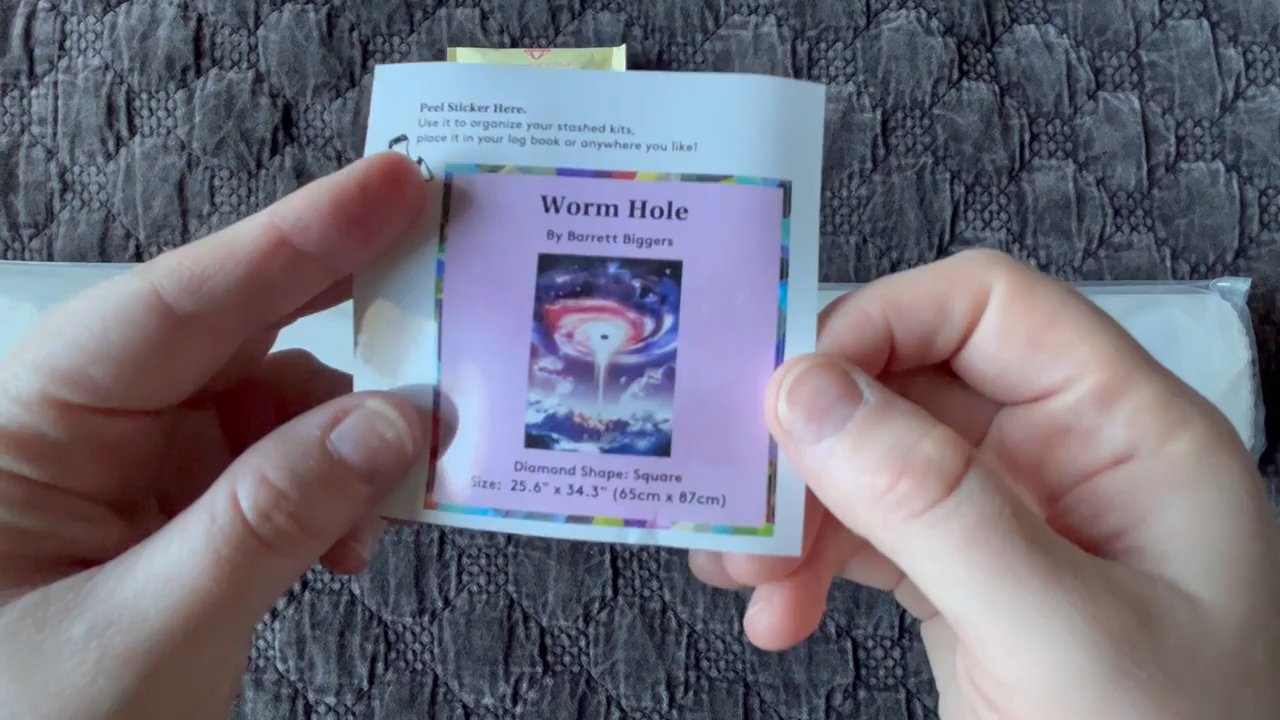 Peel Sticker Here.
Use it to organize your stashed kits,
place it in your log book or anywhere you like!
Worm Hole
By Barrett Biggers
Diamond Shape: Square
Size: 25.6" x 34.3" (65cm x 87cm)